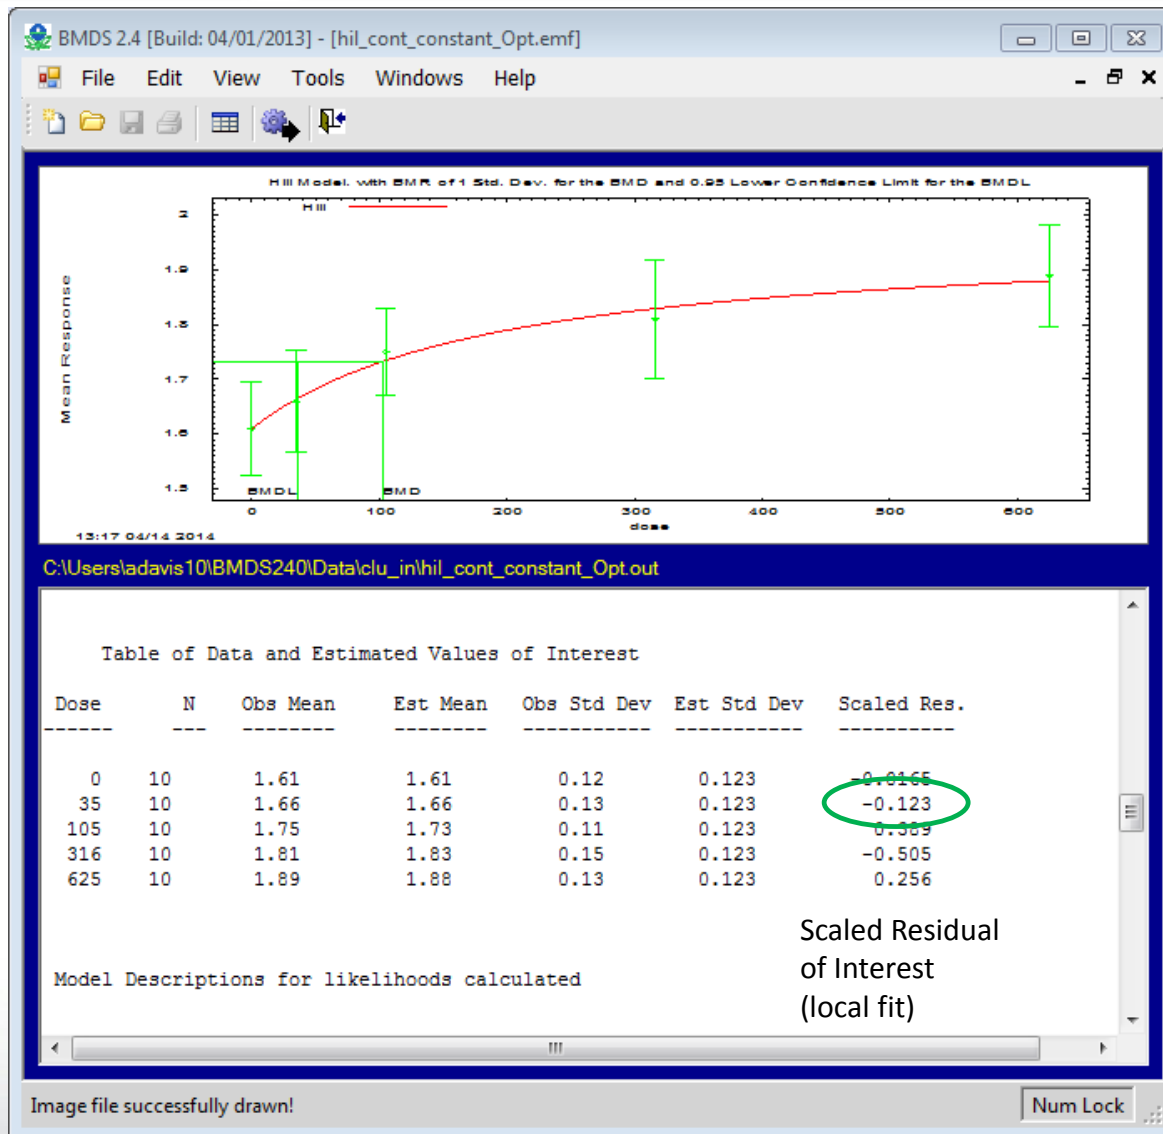 BMDS 2.4 [Build: 04/01/2013] - [hil_cont_constant_Opt.emf]
File Edit View Tools Windows Help
Hill Model, with BMR of 1 Std. Dev. for the BMD and 0.95 Lower Confidence Limit for the BMDL
Hill
2
1.9
1.8
1.7
1.6
1.5
Mean Response
BMDL BMD
0 100 200 300 400 500 600
dose
13:17 04/14 2014
C:\Users\adavis10\BMDS240\Data\clu_in\hil_cont_constant_Opt.out
Table of Data and Estimated Values of Interest
Dose N Obs Mean Est Mean Obs Std Dev Est Std Dev Scaled Res.
------ --- -------- -------- ----------- ----------- ----------
0 10 1.61 1.61 0.12 0.123 -0.0165
35 10 1.66 1.66 0.13 0.123 -0.123
105 10 1.75 1.73 0.11 0.123 0.389
316 10 1.81 1.83 0.15 0.123 -0.505
625 10 1.89 1.88 0.13 0.123 0.256
Scaled Residual
of Interest
(local fit)
Model Descriptions for likelihoods calculated
Image file successfully drawn! Num Lock